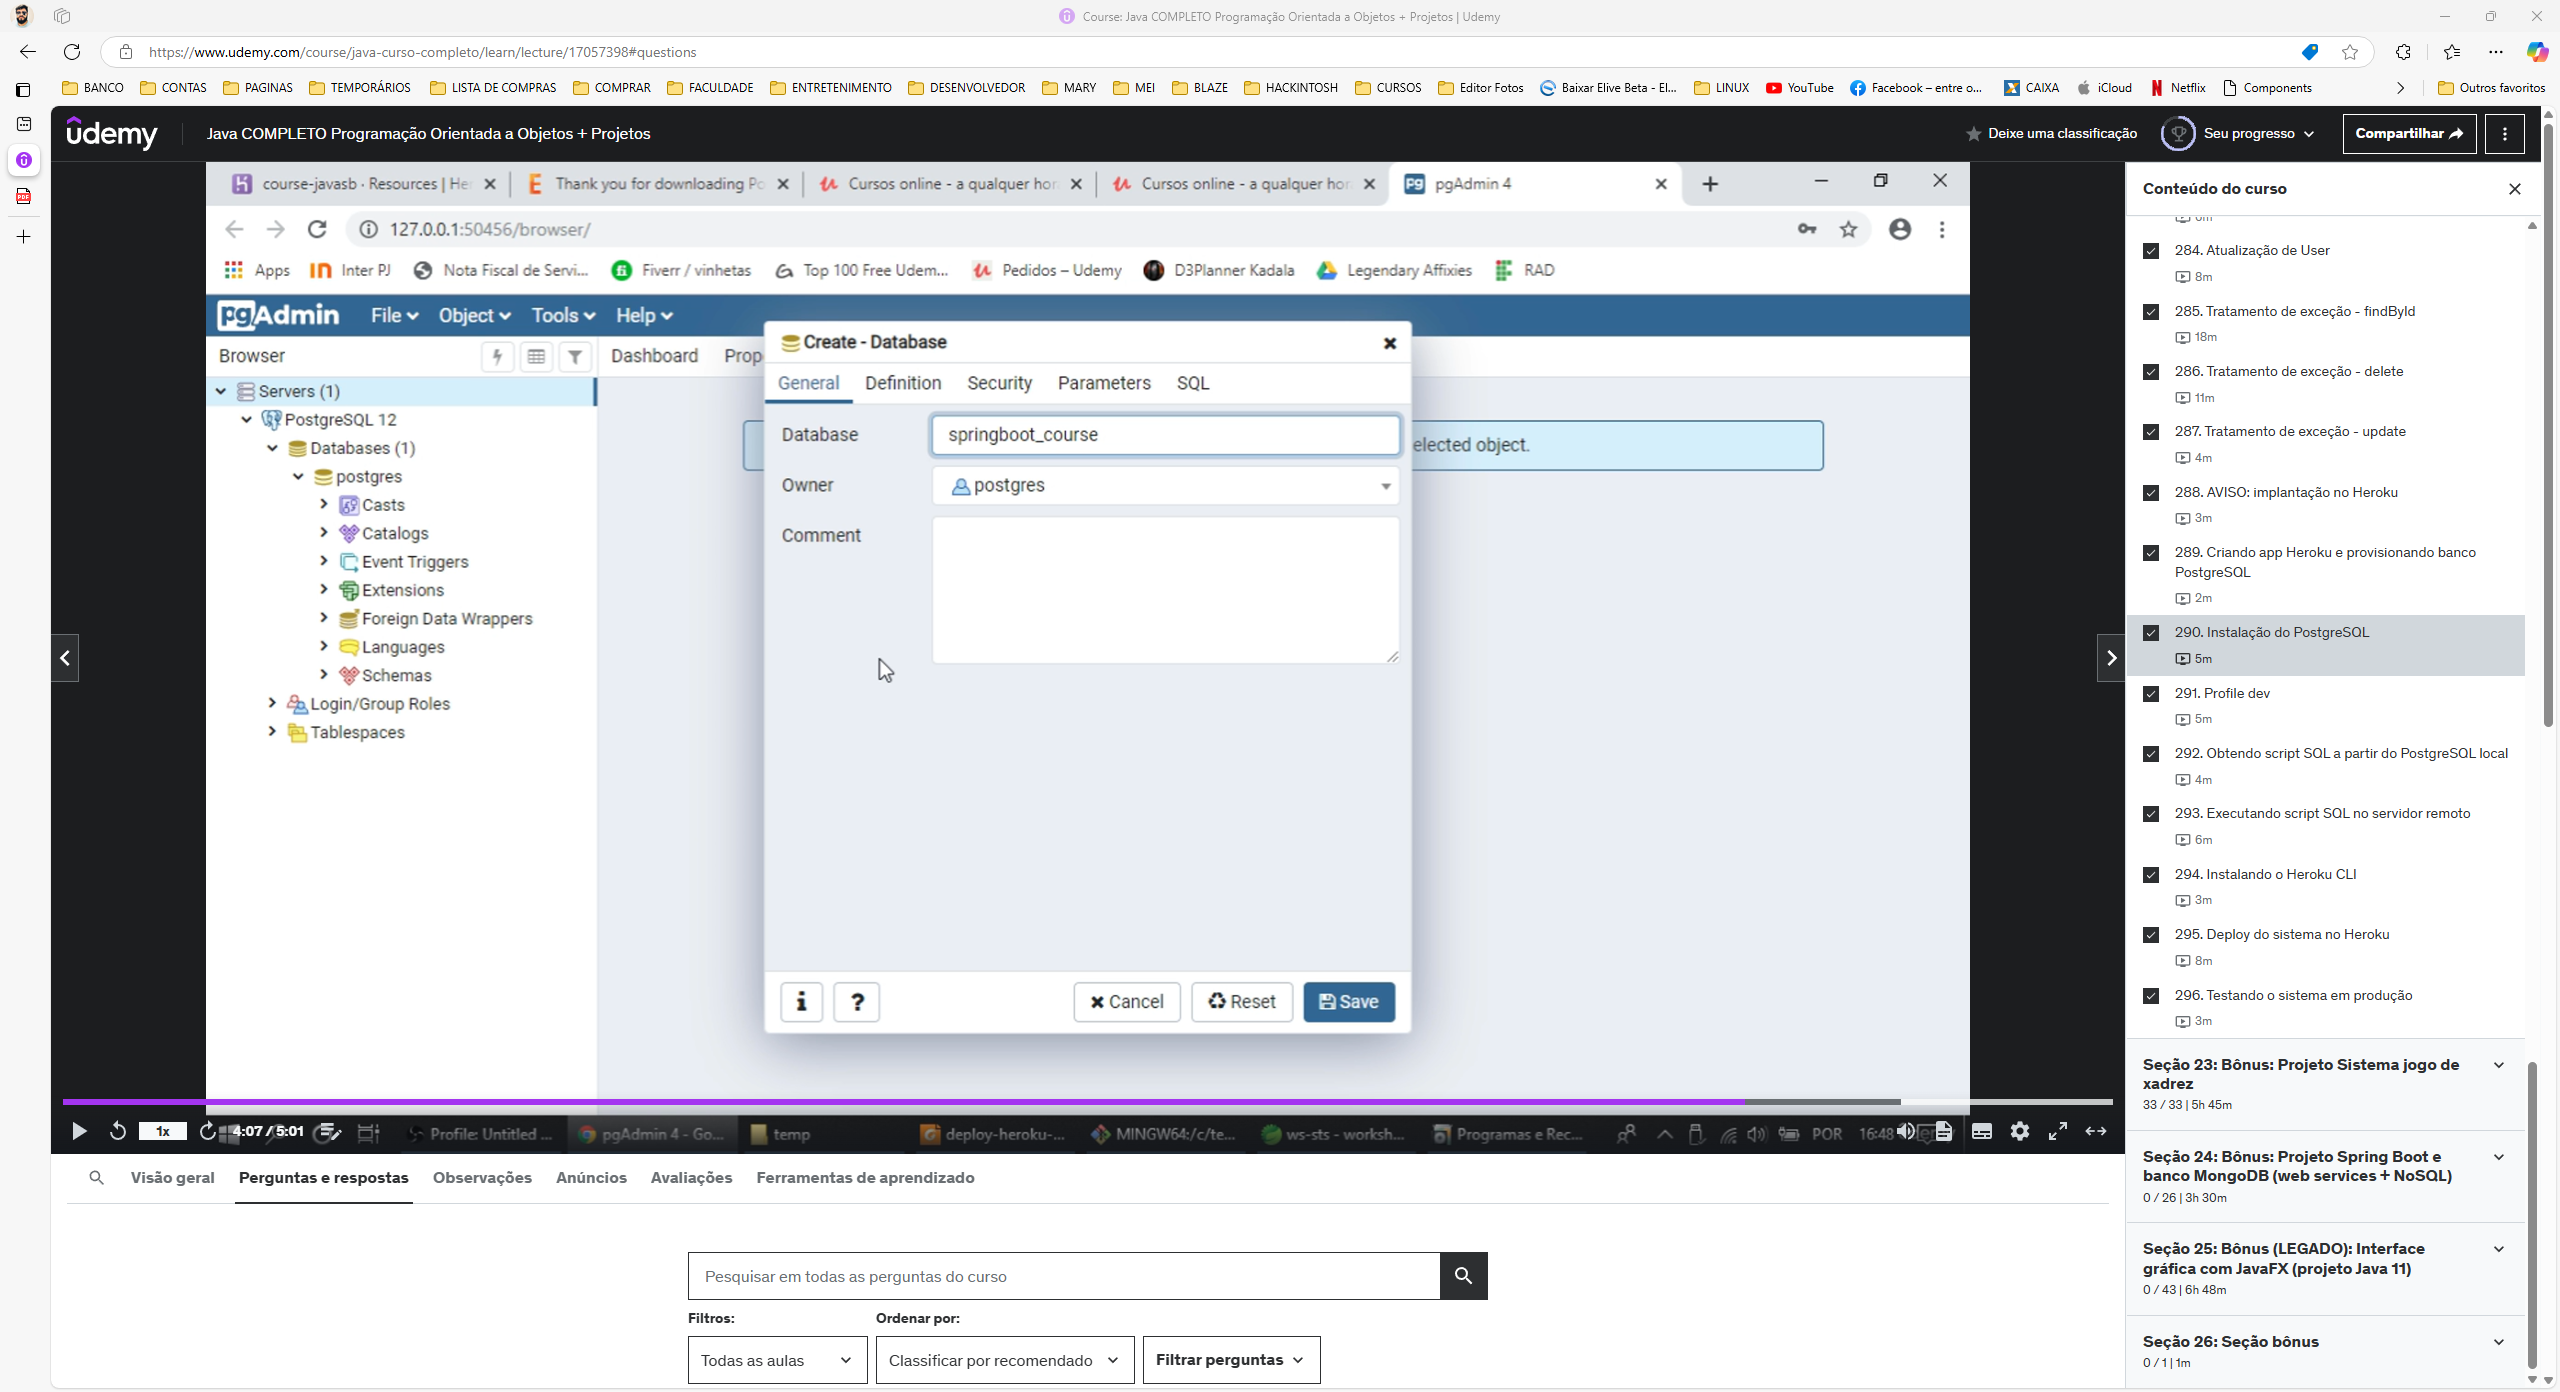 Course: Java COMPLETO Programação Orientada a Objetos + Projetos | Udemy
https://www.udemy.com/course/java-curso-completo/learn/lecture/17057398#questions
BANCO CONTAS PAGINAS TEMPORÁRIOS LISTA DE COMPRAS COMPRAR FACULDADE ENTRETENIMENTO DESENVOLVEDOR MARY MEI BLAZE HACKINTOSH CURSOS Editor Fotos Baixar Elive Beta - El... LINUX YouTube Facebook – entre o... CAIXA iCloud Netflix Components Outros favoritos
udemy Java COMPLETO Programação Orientada a Objetos + Projetos Deixe uma classificação Seu progresso Compartilhar
course-javasb · Resources | He Thank you for downloading Po Cursos online - a qualquer hor Cursos online - a qualquer hor pgAdmin 4
127.0.0.1:50456/browser/
Apps Inter PJ Nota Fiscal de Servi... Fiverr / vinhetas Top 100 Free Udem... Pedidos – Udemy D3Planner Kadala Legendary Affixies RAD
pgAdmin File Object Tools Help
Browser Dashboard Prop
Servers (1)
PostgreSQL 12
Databases (1)
postgres
Casts
Catalogs
Event Triggers
Extensions
Foreign Data Wrappers
Languages
Schemas
Login/Group Roles
Tablespaces
Create - Database
General Definition Security Parameters SQL
Database springboot_course
elected object.
Owner postgres
Comment
i ? Cancel Reset Save
1x 4:07 / 5:01 Profile: Untitled ... pgAdmin 4 - Go... temp deploy-heroku-... MINGW64:/c/te... ws-sts - worksh... Programas e Rec... POR 16:48
Conteúdo do curso
284. Atualização de User
8m
285. Tratamento de exceção - findById
18m
286. Tratamento de exceção - delete
11m
287. Tratamento de exceção - update
4m
288. AVISO: implantação no Heroku
3m
289. Criando app Heroku e provisionando banco
PostgreSQL
2m
290. Instalação do PostgreSQL
5m
291. Profile dev
5m
292. Obtendo script SQL a partir do PostgreSQL local
4m
293. Executando script SQL no servidor remoto
6m
294. Instalando o Heroku CLI
3m
295. Deploy do sistema no Heroku
8m
296. Testando o sistema em produção
3m
Seção 23: Bônus: Projeto Sistema jogo de
xadrez
33 / 33 | 5h 45m
Seção 24: Bônus: Projeto Spring Boot e
banco MongoDB (web services + NoSQL)
0 / 26 | 3h 30m
Seção 25: Bônus (LEGADO): Interface
gráfica com JavaFX (projeto Java 11)
0 / 43 | 6h 48m
Seção 26: Seção bônus
0 / 1 | 1m
Visão geral Perguntas e respostas Observações Anúncios Avaliações Ferramentas de aprendizado
Pesquisar em todas as perguntas do curso
Filtros: Ordenar por:
Todas as aulas Classificar por recomendado Filtrar perguntas